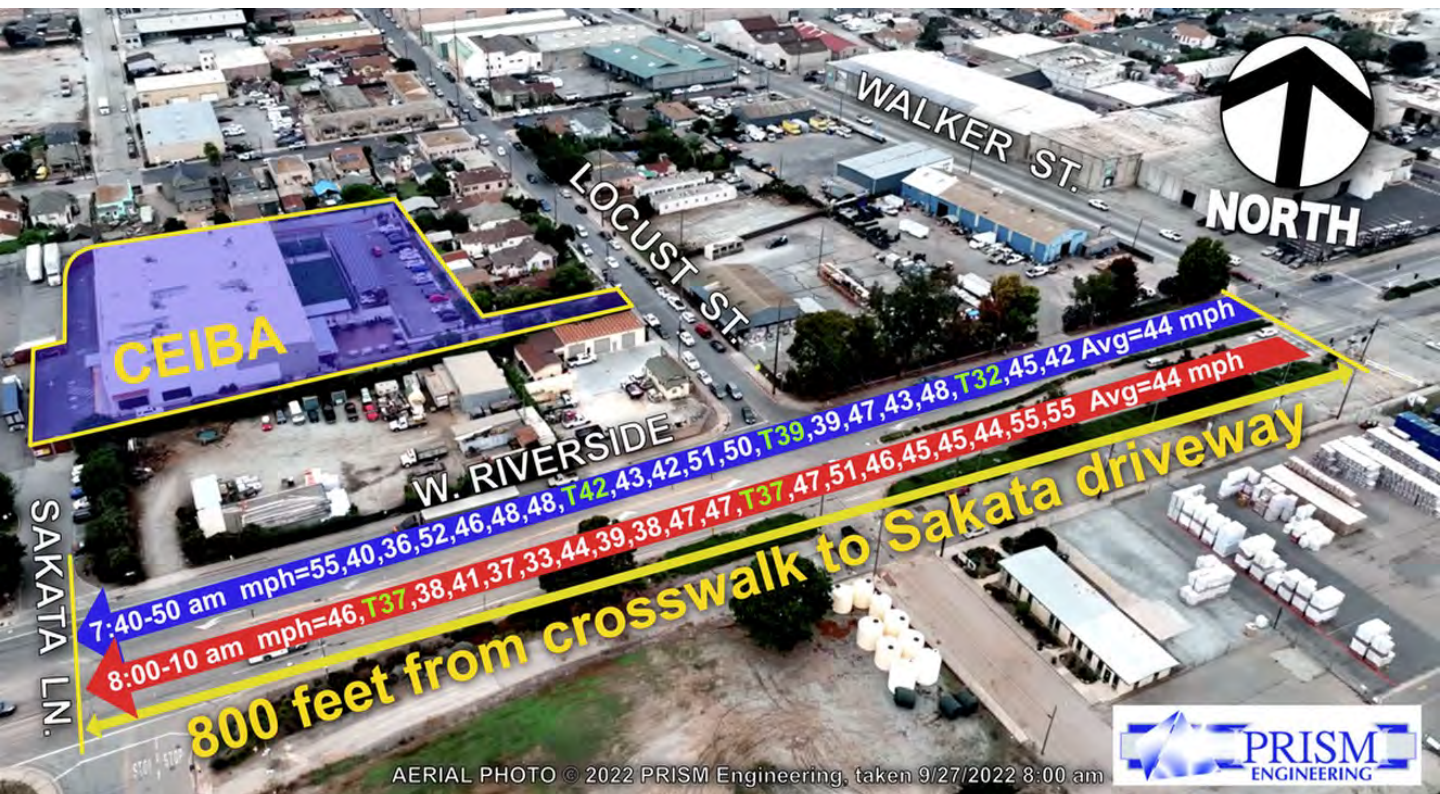 WALKER ST.
NORTH
LOCUST ST.
CEIBA
W. RIVERSIDE
7:40-50 am mph=55,40,36,52,46,48,48,T42,43,42,51,50,T39,39,47,43,48,T32,45,42 Avg=44 mph
8:00-10 am mph=46,T37,38,41,37,33,44,39,38,47,47,T37,47,51,46,45,45,44,55,55 Avg=44 mph
800 feet from crosswalk to Sakata driveway
SAKATA LN.
STOP STOP
PRISM
ENGINEERING
AERIAL PHOTO © 2022 PRISM Engineering, taken 9/27/2022 8:00 am